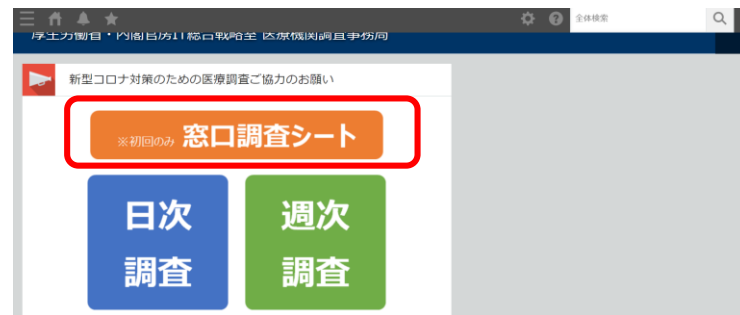 全体検索
厚生労働省・内閣官房IT総合戦略室 医療機関調査事務局
新型コロナ対策のための医療調査ご協力のお願い
※初回のみ 窓口調査シート
日次
調査
週次
調査